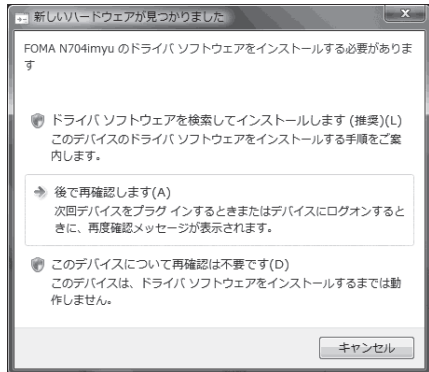 新しいハードウェアが見つかりました
FOMA N704imyu のドライバ ソフトウェアをインストールする必要がありま
す
ドライバ ソフトウェアを検索してインストールします (推奨)(L)
このデバイスのドライバ ソフトウェアをインストールする手順をご案
内します。
後で再確認します(A)
次回デバイスをプラグ インするときまたはデバイスにログオンすると
きに、再度確認メッセージが表示されます。
このデバイスについて再確認は不要です(D)
このデバイスは、ドライバ ソフトウェアをインストールするまでは動
作しません。
キャンセル